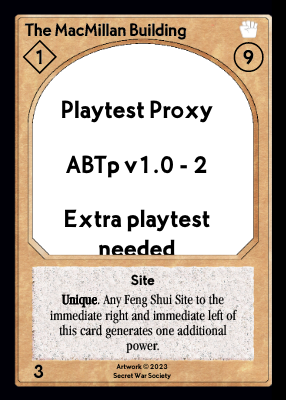 The MacMillan Building
1
9
Playtest Proxy
ABTp v1.0 - 2
Extra playtest
needed
Site
Unique. Any Feng Shui Site to the
immediate right and immediate left of
this card generates one additional
power.
3
Artwork © 2023
Secret War Society